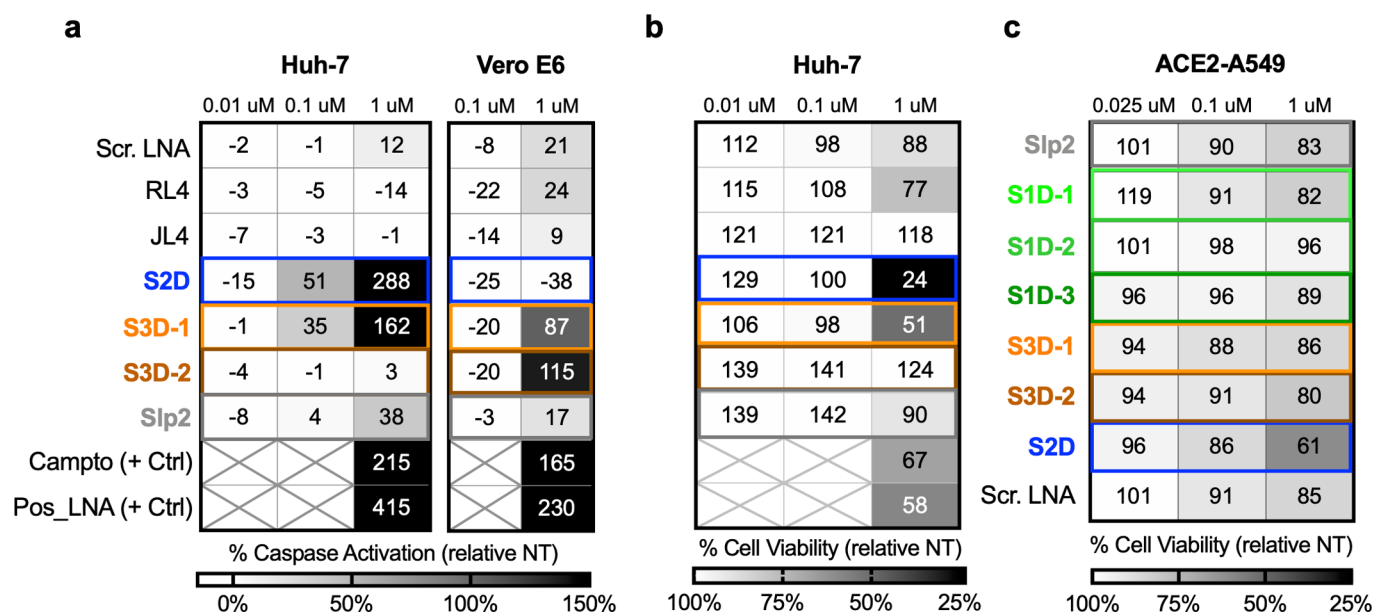 a b c
Huh-7 Vero E6 Huh-7 ACE2-A549
0.01 uM 0.1 uM 1 uM 0.1 uM 1 uM 0.01 uM 0.1 uM 1 uM 0.025 uM 0.1 uM 1 uM
Scr. LNA -2 -1 12 -8 21 112 98 88 Slp2 101 90 83
RL4 -3 -5 -14 -22 24 115 108 77 S1D-1 119 91 82
JL4 -7 -3 -1 -14 9 121 121 118 S1D-2 101 98 96
S2D -15 51 288 -25 -38 129 100 24 S1D-3 96 96 89
S3D-1 -1 35 162 -20 87 106 98 51 S3D-1 94 88 86
S3D-2 -4 -1 3 -20 115 139 141 124 S3D-2 94 91 80
Slp2 -8 4 38 -3 17 139 142 90 S2D 96 86 61
Campto (+ Ctrl) 215 165 67 Scr. LNA 101 91 85
Pos_LNA (+ Ctrl) 415 230 58
% Caspase Activation (relative NT) % Cell Viability (relative NT) % Cell Viability (relative NT)
0% 50% 100% 150% 100% 75% 50% 25% 100% 75% 50% 25%